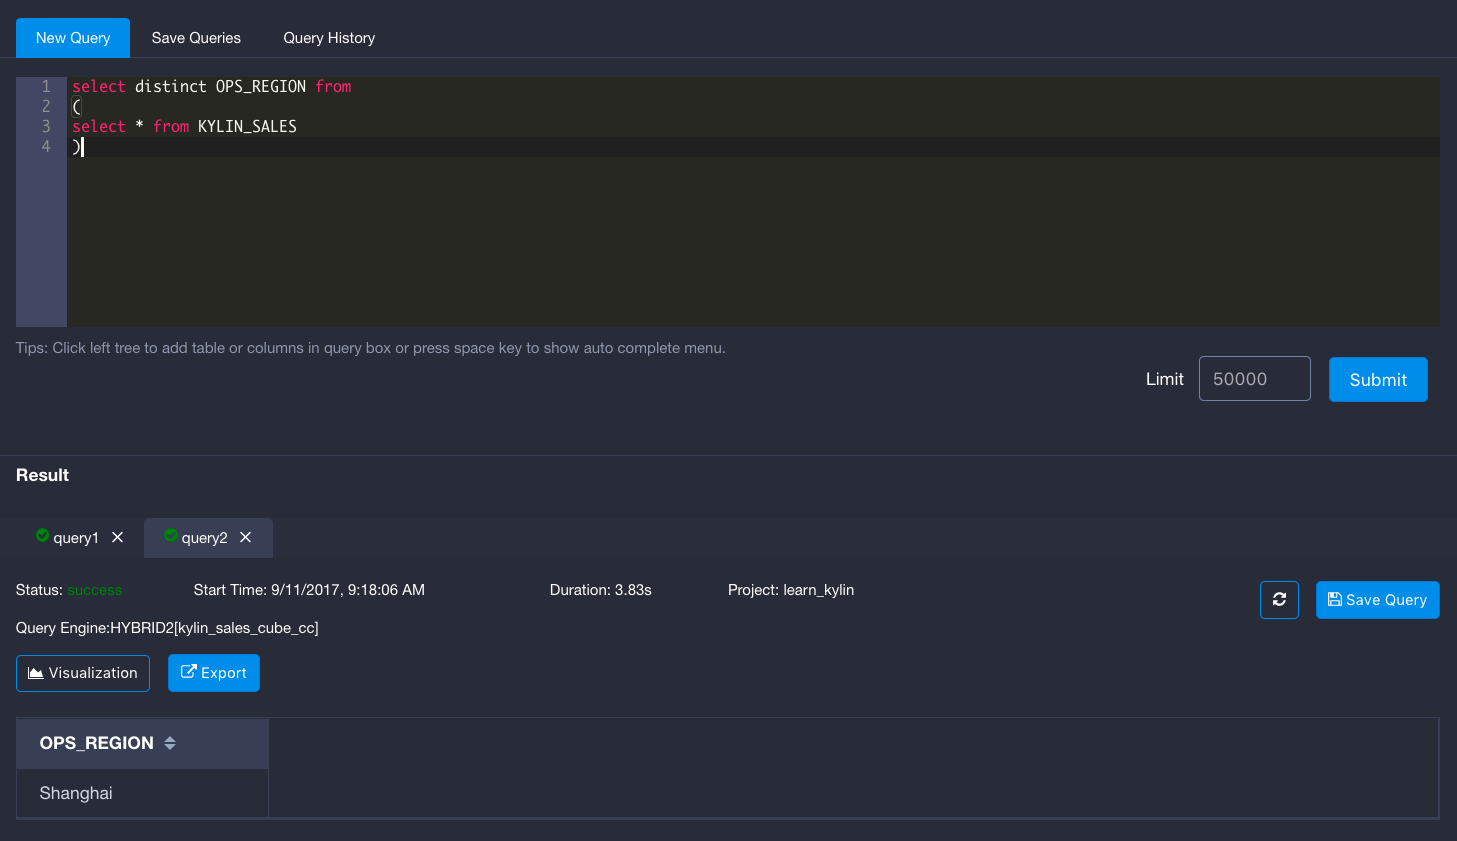 New Query Save Queries Query History
1 select distinct OPS_REGION from
2 (
3 select * from KYLIN_SALES
4 )
Tips: Click left tree to add table or columns in query box or press space key to show auto complete menu.
Limit 50000 Submit
Result
query1 query2
Status: success Start Time: 9/11/2017, 9:18:06 AM Duration: 3.83s Project: learn_kylin
Save Query
Query Engine:HYBRID2[kylin_sales_cube_cc]
Visualization Export
OPS_REGION
Shanghai